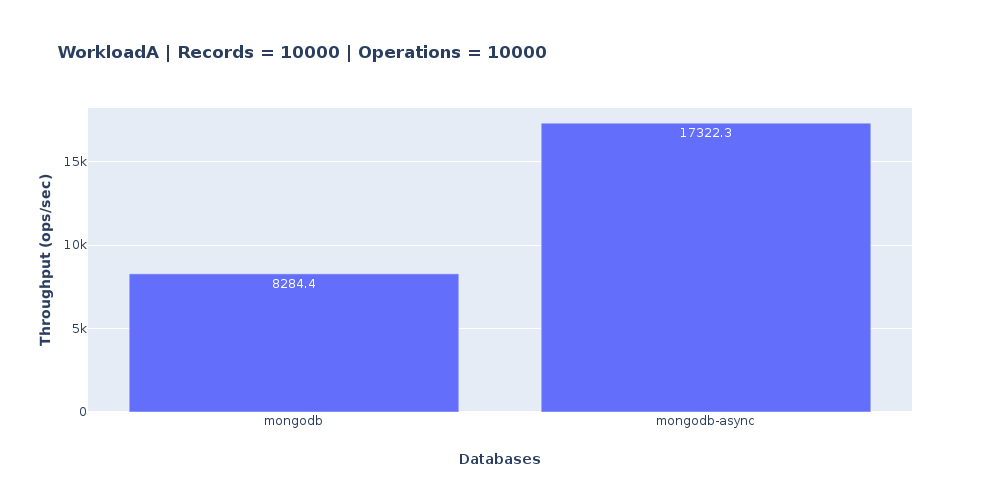 WorkloadA | Records = 10000 | Operations = 10000
Throughput (ops/sec)
15k
10k
5k
0
17322.3
8284.4
mongodb
mongodb-async
Databases